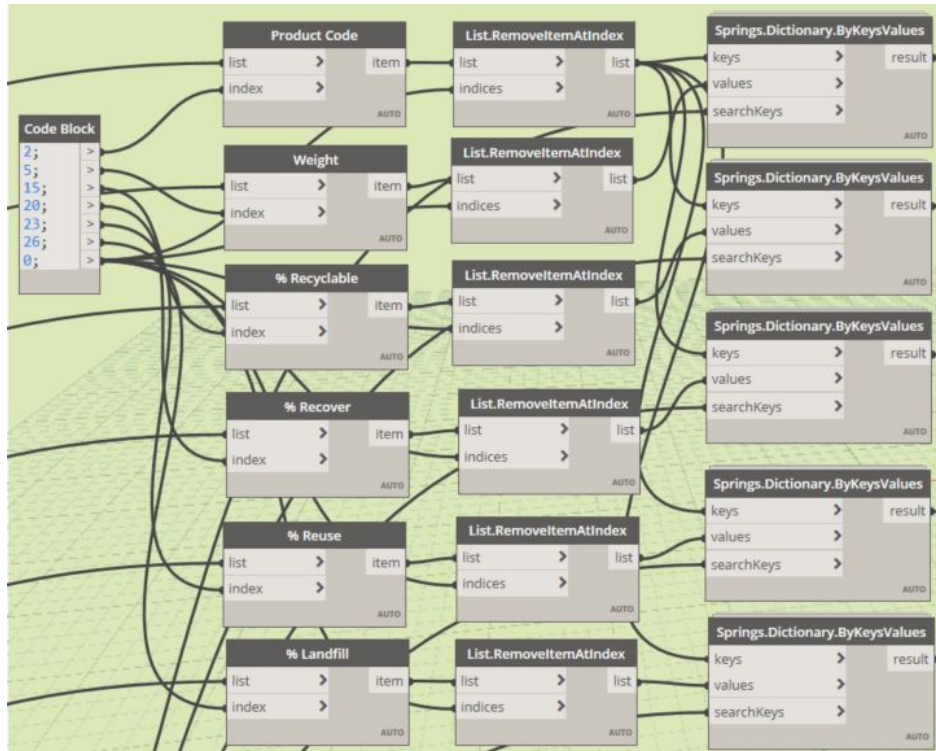 Product Code
list > item
index >
AUTO
List.RemoveItemAtIndex
list > list
indices >
AUTO
Springs.Dictionary.ByKeysValues
keys > result
values >
searchKeys >
AUTO
Code Block
2; >
5; >
15; >
20; >
23; >
26; >
0; >
Weight
list > item
index >
AUTO
List.RemoveItemAtIndex
list > list
indices >
AUTO
Springs.Dictionary.ByKeysValues
keys > result
values >
searchKeys >
AUTO
% Recyclable
list > item
index >
AUTO
List.RemoveItemAtIndex
list > list
indices >
AUTO
Springs.Dictionary.ByKeysValues
keys > result
values >
searchKeys >
AUTO
% Recover
list > item
index >
AUTO
List.RemoveItemAtIndex
list > list
indices >
AUTO
Springs.Dictionary.ByKeysValues
keys > result
values >
searchKeys >
AUTO
% Reuse
list > item
index >
AUTO
List.RemoveItemAtIndex
list > list
indices >
AUTO
Springs.Dictionary.ByKeysValues
keys > result
values >
searchKeys >
AUTO
% Landfill
list > item
index >
AUTO
List.RemoveItemAtIndex
list > list
indices >
AUTO